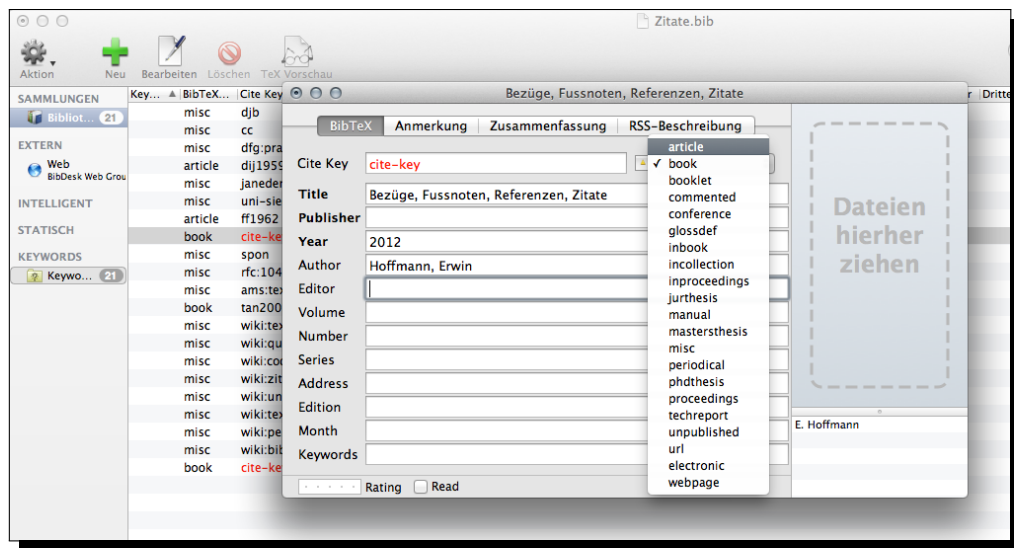 Zitate.bib
Aktion Neu Bearbeiten Löschen TeX Vorschau
SAMMLUNGEN
Bibliot... 21
EXTERN
Web
BibDesk Web Grou
INTELLIGENT
STATISCH
KEYWORDS
Keywo... 21
Key... BibTeX... Cite Key r Dritte
misc djb
misc cc
misc dfg:pra
article dij1959
misc janeder
misc uni-sie
article ff1962
book cite-ke
misc spon
misc rfc:104
misc ams:tex
book tan200
misc wiki:tex
misc wiki:qu
misc wiki:coo
misc wiki:zit
misc wiki:un
misc wiki:tex
misc wiki:pe
misc wiki:bib
book cite-ke
Bezüge, Fussnoten, Referenzen, Zitate
BibTeX Anmerkung Zusammenfassung RSS-Beschreibung
Cite Key cite-key
Title Bezüge, Fussnoten, Referenzen, Zitate
Publisher
Year 2012
Author Hoffmann, Erwin
Editor
Volume
Number
Series
Address
Edition
Month
Keywords
Rating Read
article
✓ book
booklet
commented
conference
glossdef
inbook
incollection
inproceedings
jurthesis
manual
mastersthesis
misc
periodical
phdthesis
proceedings
techreport
unpublished
url
electronic
webpage
Dateien
hierher
ziehen
E. Hoffmann